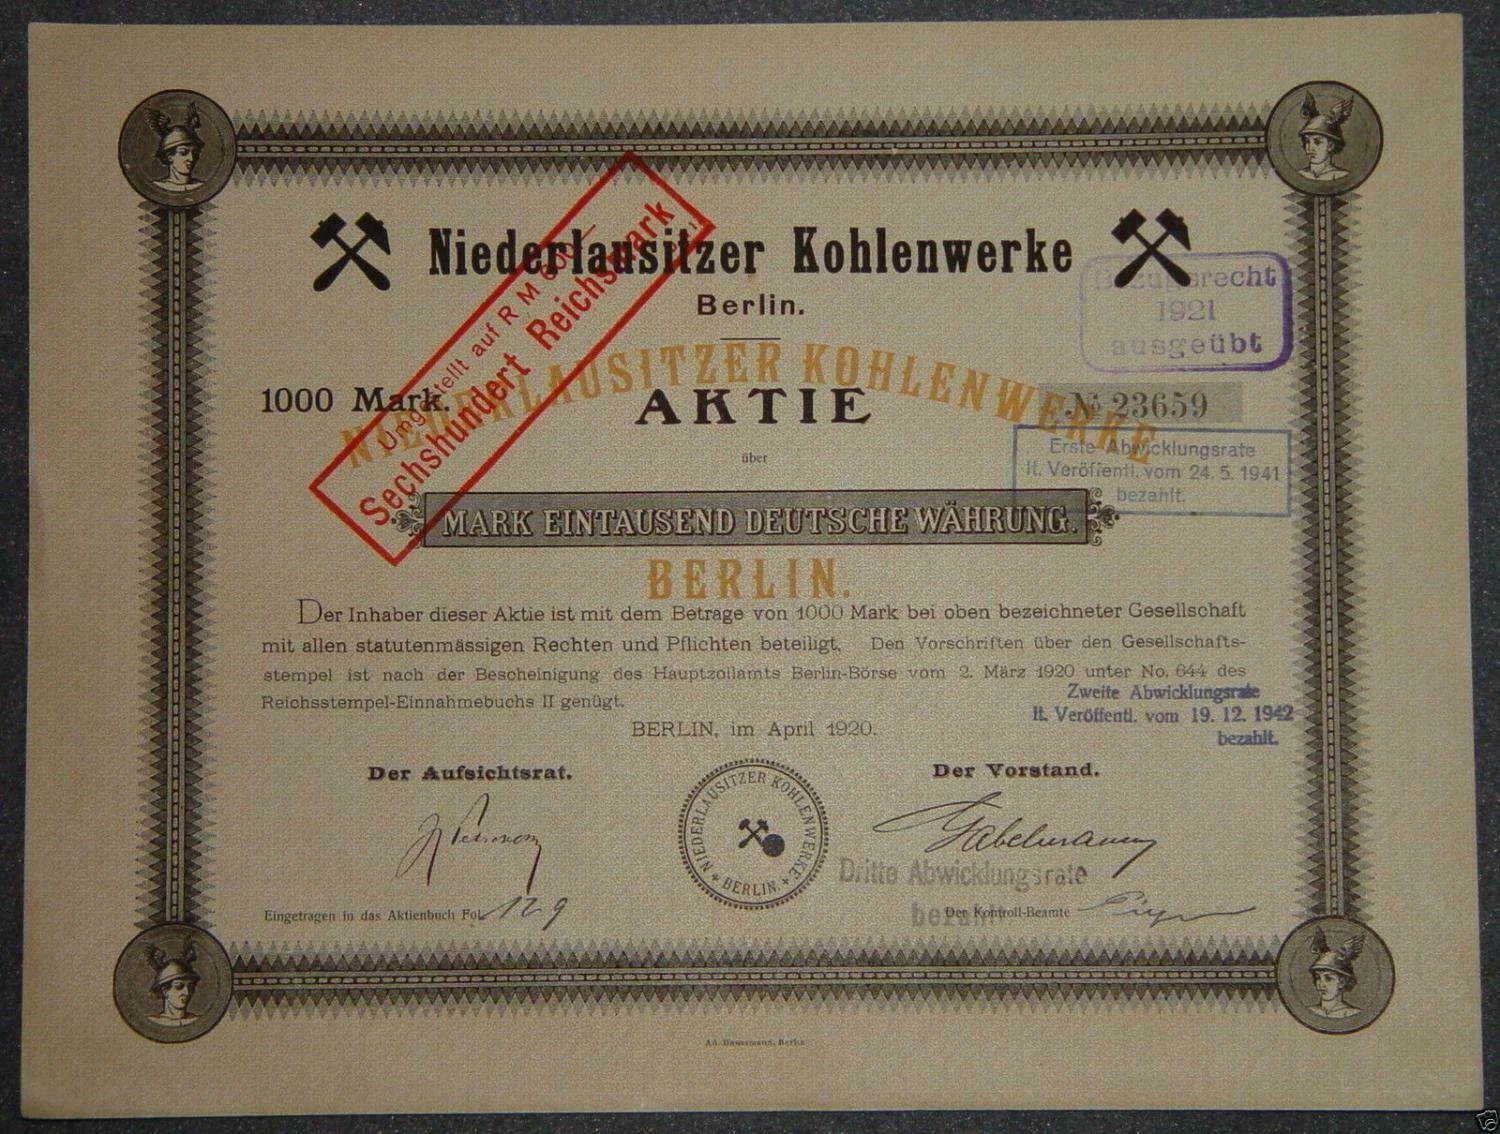 Niederlausitzer Kohlenwerke
Berlin.
Umgestellt auf RM 600
Sechshundert Reichsmark
Bezugsrecht
1921
ausgeübt
NIEDERLAUSITZER KOHLENWERKE
1000 Mark.
AKTIE
№ 23659
über
Erste Abwicklungsrate
lt. Veröffentl. vom 24. 5. 1941
bezahlt.
MARK EINTAUSEND DEUTSCHE WÄHRUNG.
BERLIN.
Der Inhaber dieser Aktie ist mit dem Betrage von 1000 Mark bei oben bezeichneter Gesellschaft
mit allen statutenmässigen Rechten und Pflichten beteiligt. Den Vorschriften über den Gesellschafts-
stempel ist nach der Bescheinigung des Hauptzollamts Berlin-Börse vom 2. März 1920 unter No. 644 des
Reichsstempel-Einnahmebuchs II genügt.
Zweite Abwicklungsrate
lt. Veröffentl. vom 19. 12. 1942
bezahlt.
BERLIN, im April 1920.
Der Aufsichtsrat.
Der Vorstand.
NIEDERLAUSITZER KOHLENWERKE
BERLIN.
Dritte Abwicklungsrate
bezahlt
Eingetragen in das Aktienbuch Fol. 129
Der Kontroll-Beamte
Berlin